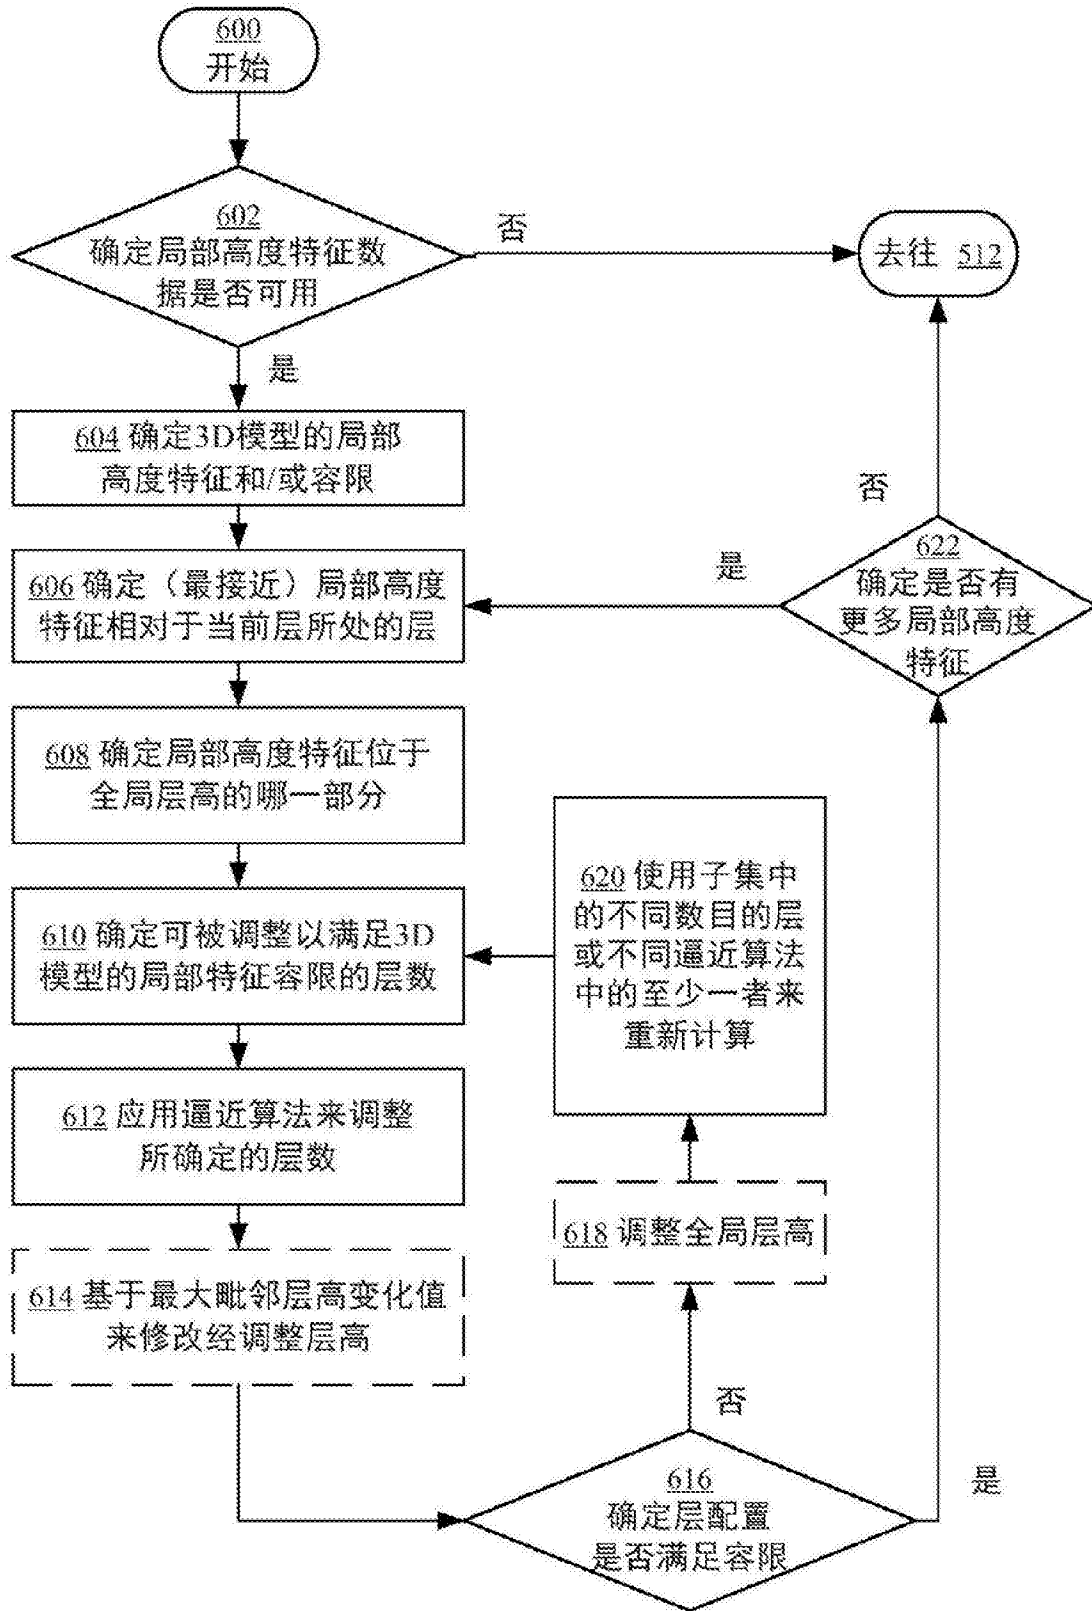 600
开始
602
确定局部高度特征数
据是否可用
否
去往 512
是
604 确定3D模型的局部
高度特征和/或容限
606 确定（最接近）局部高度
特征相对于当前层所处的层
是
否
622
确定是否有
更多局部高度
特征
608 确定局部高度特征位于
全局层高的哪一部分
610 确定可被调整以满足3D
模型的局部特征容限的层数
620 使用子集中
的不同数目的层
或不同逼近算法
中的至少一者来
重新计算
612 应用逼近算法来调整
所确定的层数
618 调整全局层高
614 基于最大毗邻层高变化值
来修改经调整层高
否
616
确定层配置
是否满足容限
是